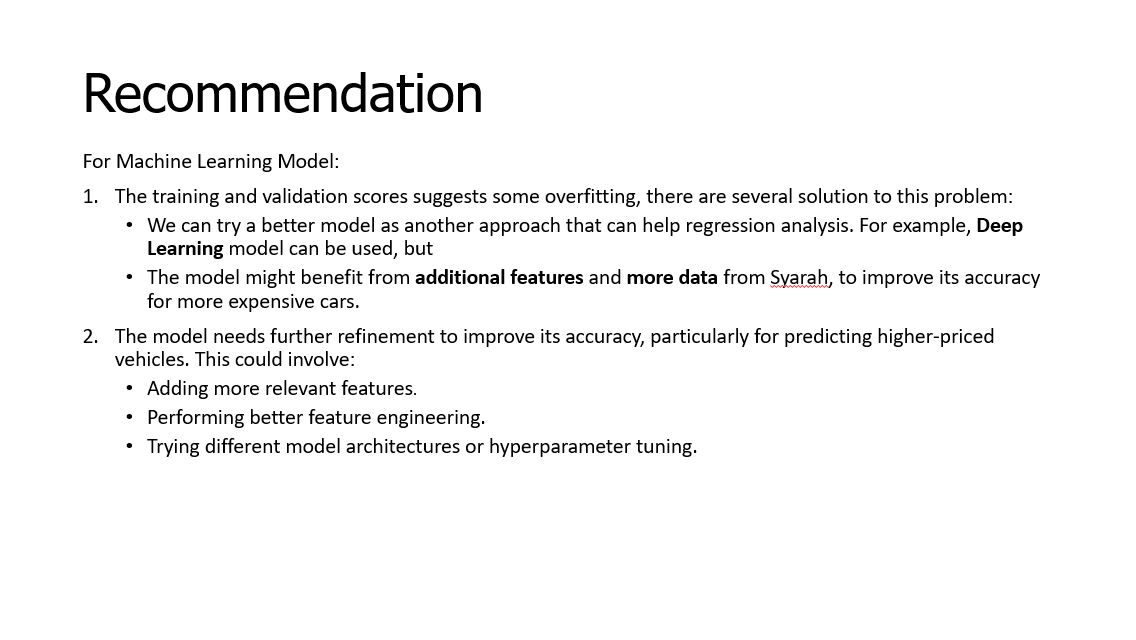 Recommendation
For Machine Learning Model:
1. The training and validation scores suggests some overfitting, there are several solution to this problem:
• We can try a better model as another approach that can help regression analysis. For example, Deep
Learning model can be used, but
• The model might benefit from additional features and more data from Syarah, to improve its accuracy
for more expensive cars.
2. The model needs further refinement to improve its accuracy, particularly for predicting higher-priced
vehicles. This could involve:
• Adding more relevant features.
• Performing better feature engineering.
• Trying different model architectures or hyperparameter tuning.